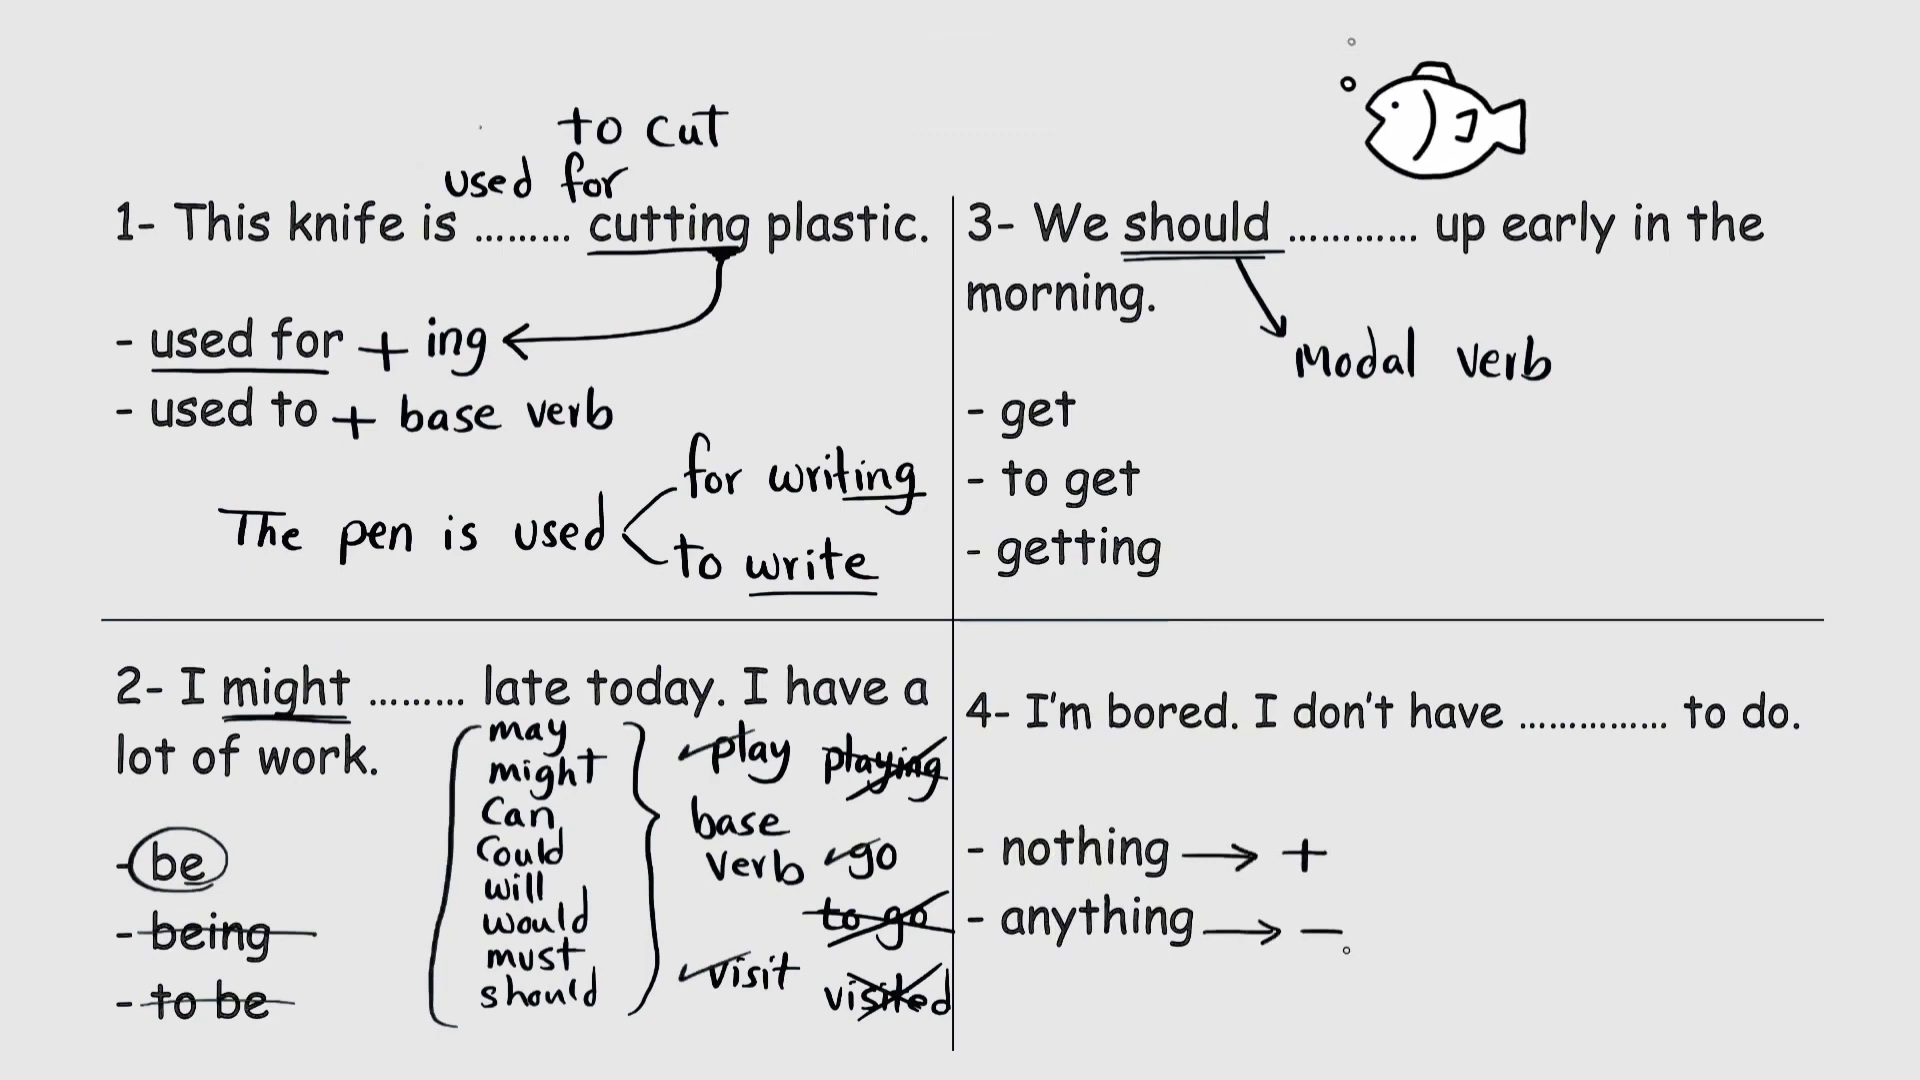 to cut
used for
1- This knife is ......... cutting plastic.
- used for + ing
- used to + base verb
The pen is used
for writing
to write
3- We should ............ up early in the
morning.
Modal verb
- get
- to get
- getting
2- I might ......... late today. I have a
lot of work.
- be
- being
- to be
may
might
Can
Could
will
would
must
should
play playing
base
verb go
to go
visit visited
4- I'm bored. I don't have ............... to do.
- nothing → +
- anything → −